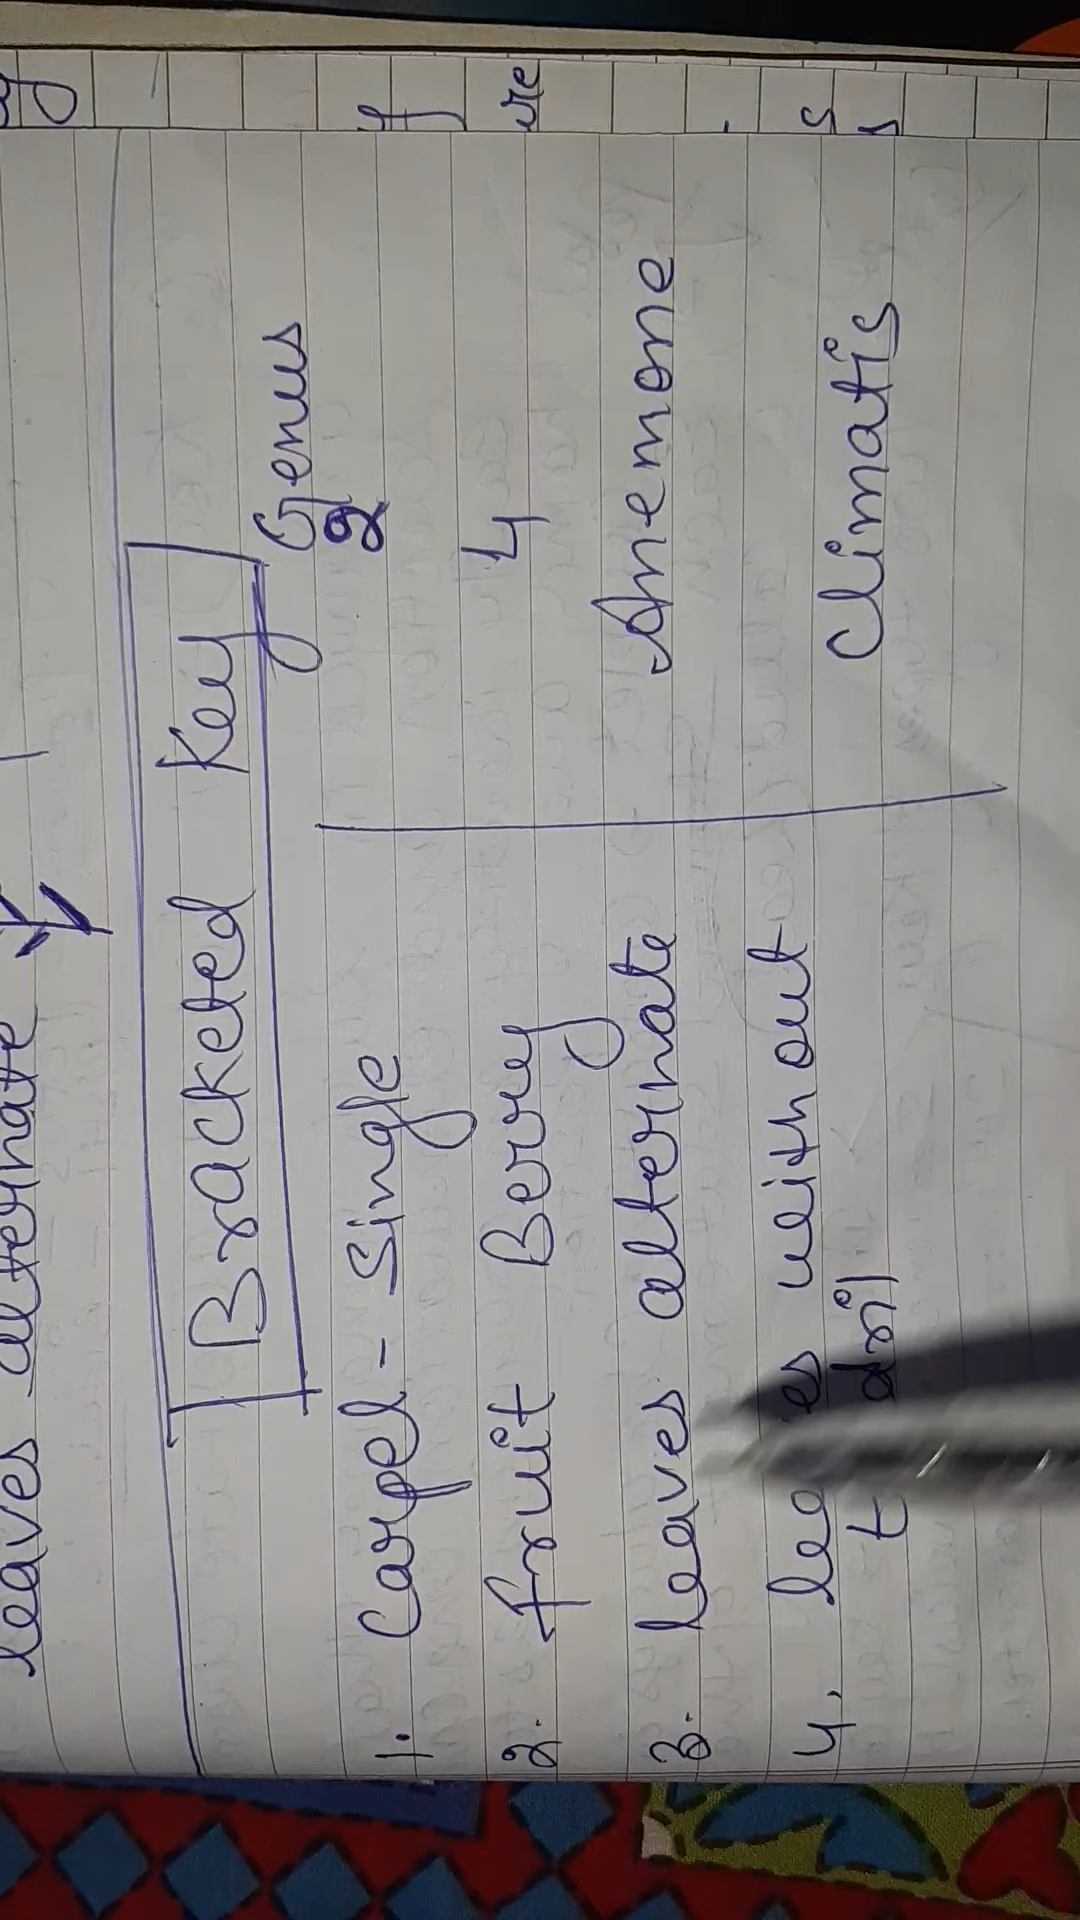 leaves alternate
Bracketed Key
Genus
1. Carpel - Single 2
2. fruit Berry 4
3. leaves alternate Anemone
4. leaves without Climatis